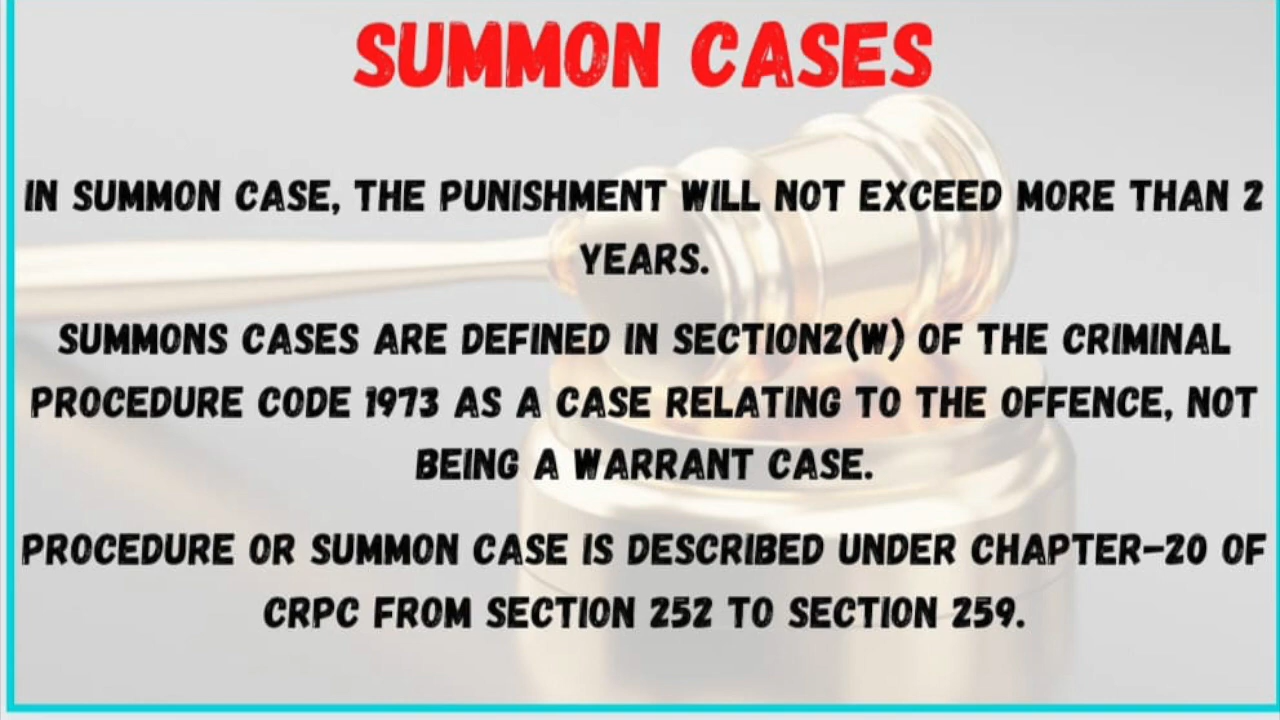 SUMMON CASES
IN SUMMON CASE, THE PUNISHMENT WILL NOT EXCEED MORE THAN 2
YEARS.
SUMMONS CASES ARE DEFINED IN SECTION2(W) OF THE CRIMINAL
PROCEDURE CODE 1973 AS A CASE RELATING TO THE OFFENCE, NOT
BEING A WARRANT CASE.
PROCEDURE OR SUMMON CASE IS DESCRIBED UNDER CHAPTER-20 OF
CRPC FROM SECTION 252 TO SECTION 259.